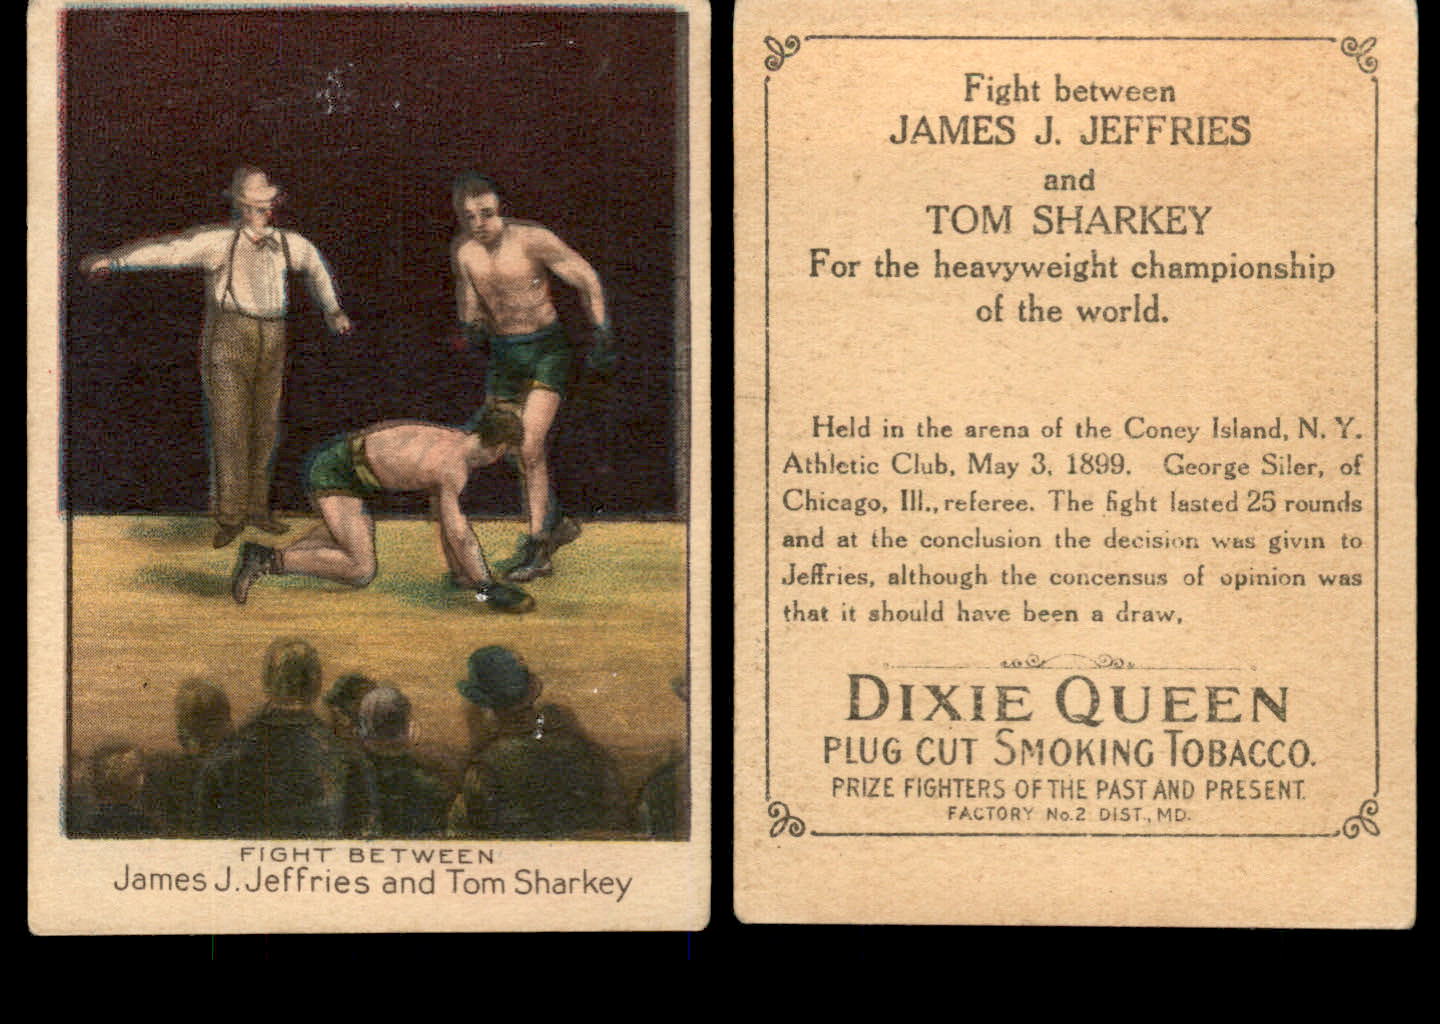 FIGHT BETWEEN
James J. Jeffries and Tom Sharkey
Fight between
JAMES J. JEFFRIES
and
TOM SHARKEY
For the heavyweight championship
of the world.
Held in the arena of the Coney Island, N. Y.
Athletic Club, May 3, 1899. George Siler, of
Chicago, Ill., referee. The fight lasted 25 rounds
and at the conclusion the decision was givin to
Jeffries, although the concensus of opinion was
that it should have been a draw,
DIXIE QUEEN
PLUG CUT SMOKING TOBACCO.
PRIZE FIGHTERS OF THE PAST AND PRESENT.
FACTORY No.2 DIST., MD.